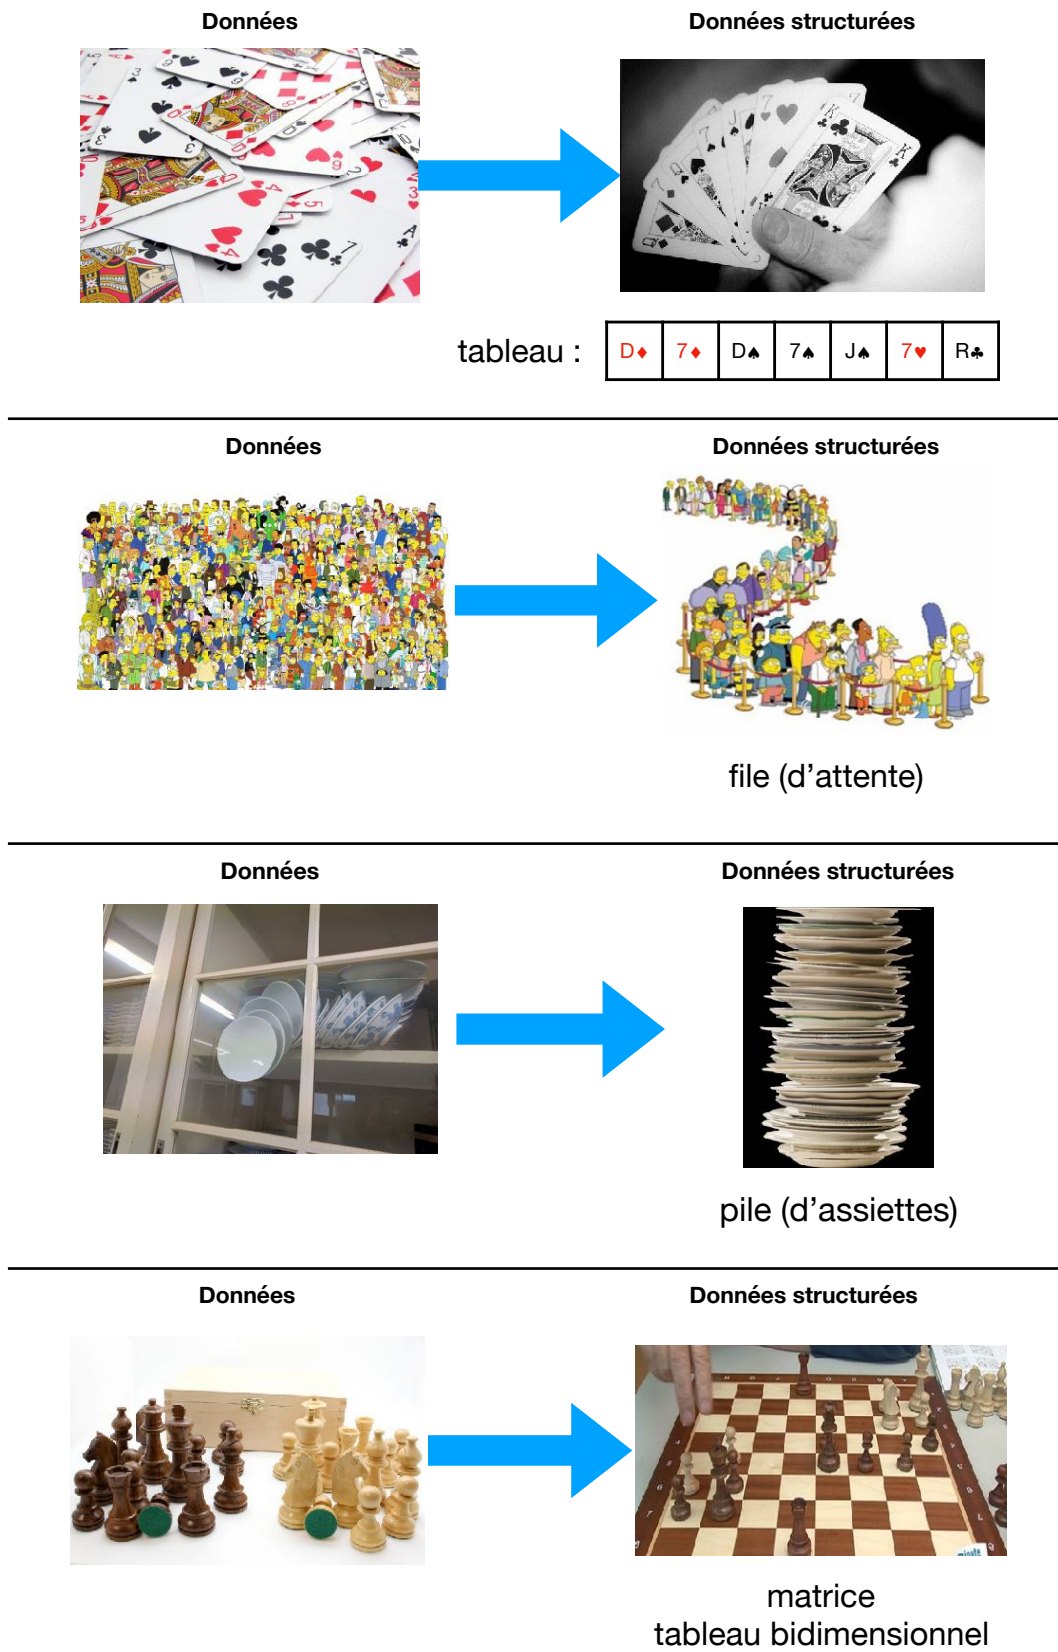 Données
Données structurées
tableau :
D♦ 7♦ D♠ 7♠ J♠ 7♥ R♣
Données
Données structurées
file (d'attente)
Données
Données structurées
pile (d'assiettes)
Données
Données structurées
matrice
tableau bidimensionnel